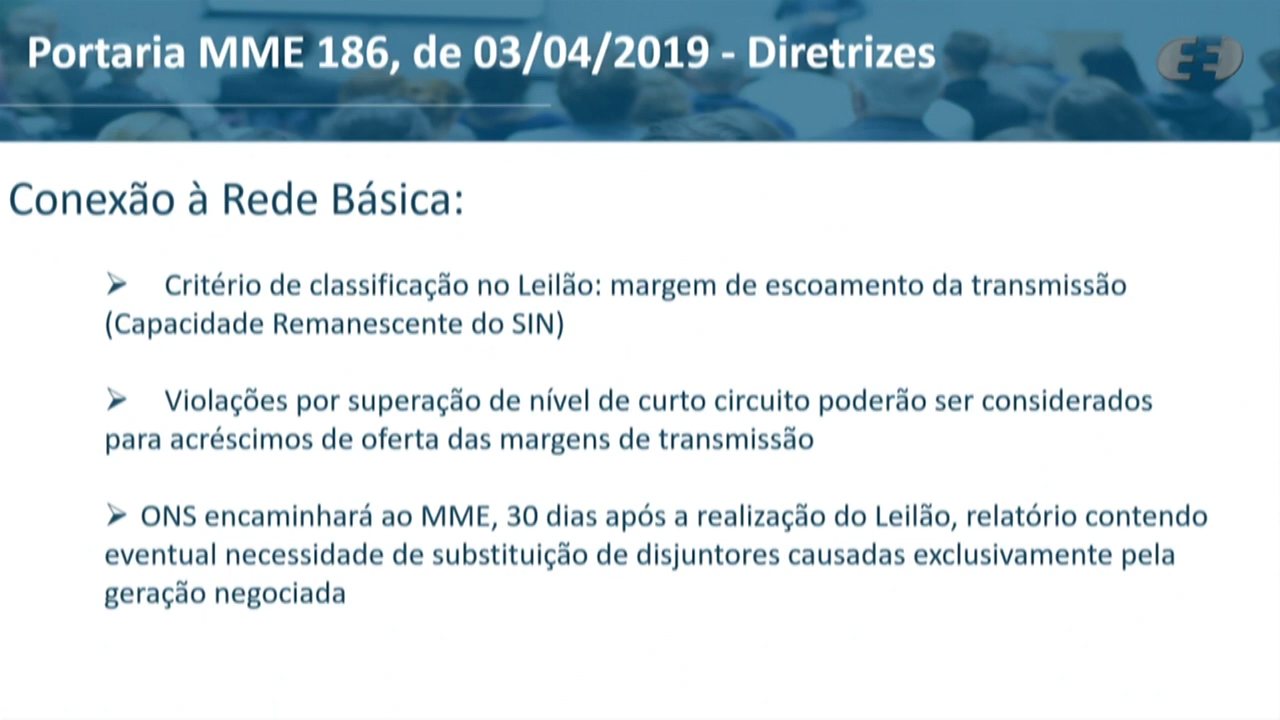 Portaria MME 186, de 03/04/2019 - Diretrizes
Conexão à Rede Básica:
➢ Critério de classificação no Leilão: margem de escoamento da transmissão
(Capacidade Remanescente do SIN)
➢ Violações por superação de nível de curto circuito poderão ser considerados
para acréscimos de oferta das margens de transmissão
➢ ONS encaminhará ao MME, 30 dias após a realização do Leilão, relatório contendo
eventual necessidade de substituição de disjuntores causadas exclusivamente pela
geração negociada